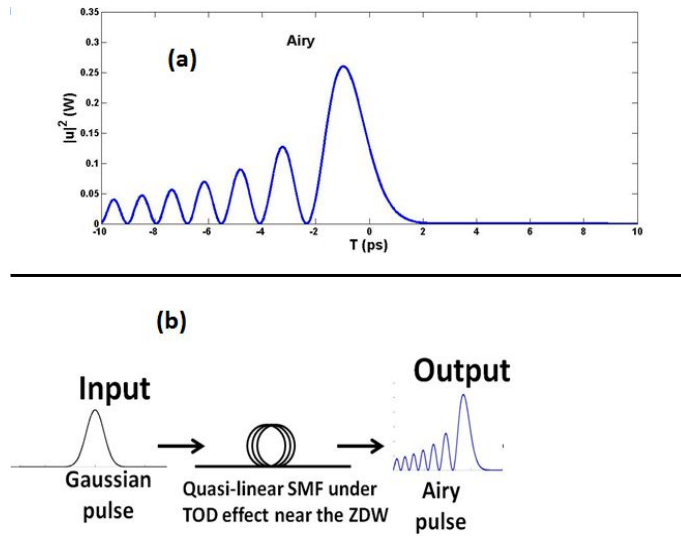 0.35
Airy
0.3
(a)
0.25
0.2
|u|² (W)
0.15
0.1
0.05
0
-10 -8 -6 -4 -2 0 2 4 6 8 10
T (ps)
(b)
Input
Output
Gaussian
pulse
Quasi-linear SMF under
TOD effect near the ZDW
Airy
pulse